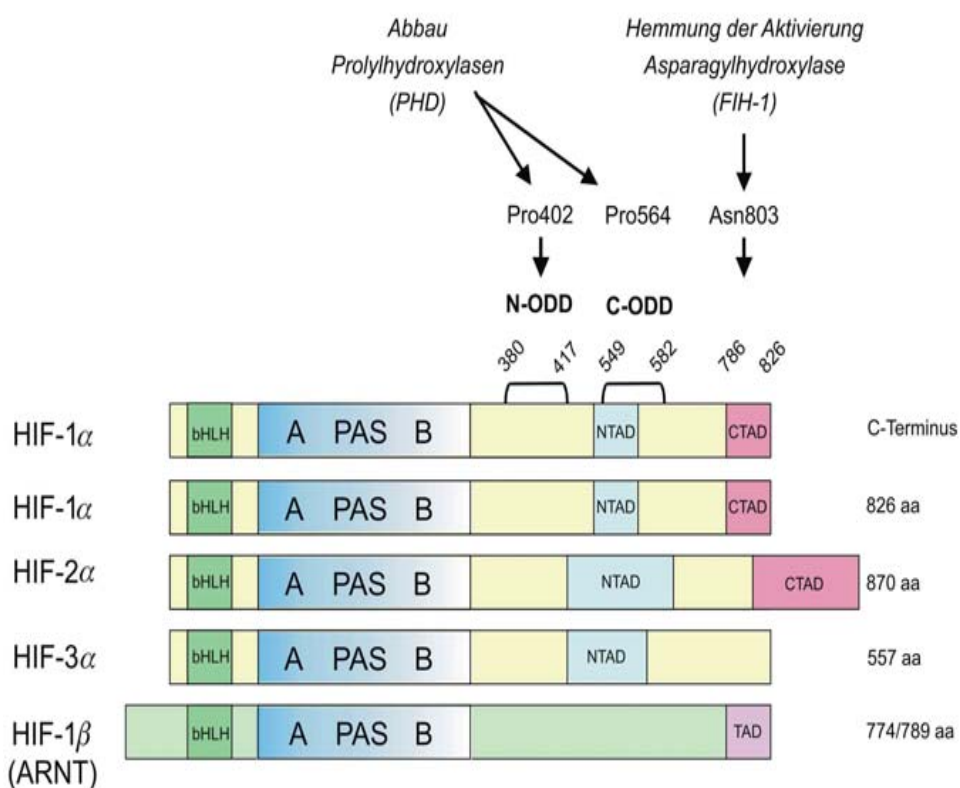 Abbau
Prolylhydroxylasen
(PHD)
Hemmung der Aktivierung
Asparagylhydroxylase
(FIH-1)
Pro402 Pro564 Asn803
N-ODD C-ODD
380 417 549 582 786 826
HIF-1α bHLH A PAS B NTAD CTAD C-Terminus
HIF-1α bHLH A PAS B NTAD CTAD 826 aa
HIF-2α bHLH A PAS B NTAD CTAD 870 aa
HIF-3α bHLH A PAS B NTAD 557 aa
HIF-1β bHLH A PAS B TAD 774/789 aa
(ARNT)